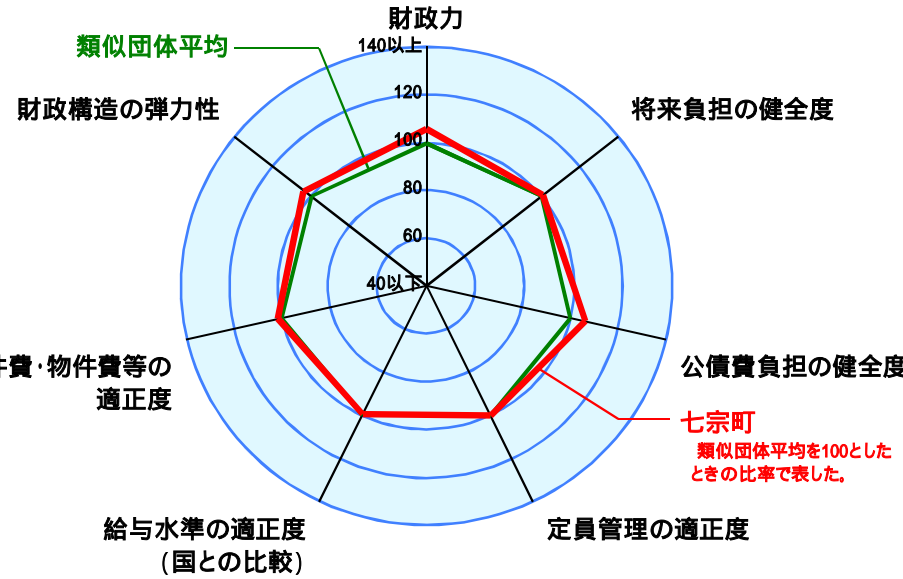 財政力
類似団体平均
140以上
120
100
80
60
40以下
財政構造の弾力性
将来負担の健全度
件費・物件費等の
適正度
公債費負担の健全度
七宗町
類似団体平均を100とした
ときの比率で表した。
給与水準の適正度
(国との比較)
定員管理の適正度